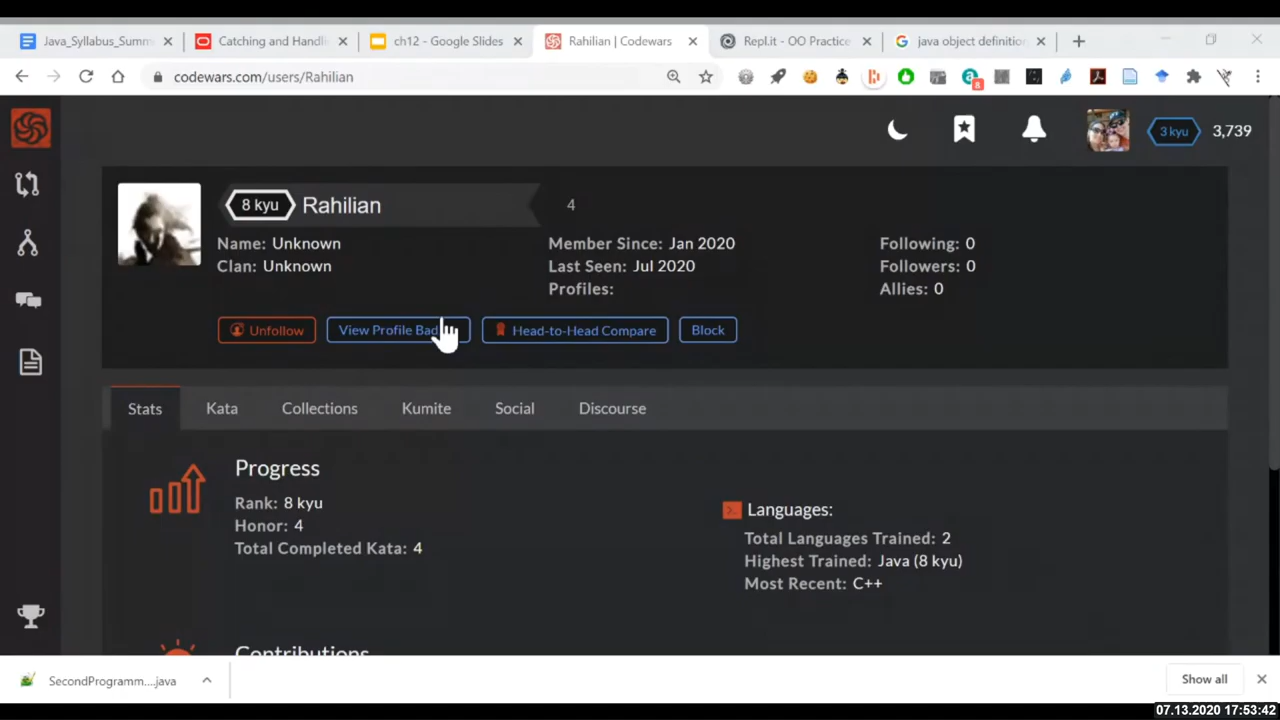 Java_Syllabus_Summ
Catching and Handli
ch12 - Google Slides
Rahilian | Codewars
Repl.it - OO Practice
java object definition
codewars.com/users/Rahilian
3 kyu
3,739
8 kyu
Rahilian
4
Name: Unknown
Member Since: Jan 2020
Following: 0
Clan: Unknown
Last Seen: Jul 2020
Followers: 0
Profiles:
Allies: 0
Unfollow
View Profile Bad
Head-to-Head Compare
Block
Stats
Kata
Collections
Kumite
Social
Discourse
Progress
Rank: 8 kyu
Honor: 4
Total Completed Kata: 4
Languages:
Total Languages Trained: 2
Highest Trained: Java (8 kyu)
Most Recent: C++
Contributions
SecondProgramm....java
Show all
07.13.2020 17:53:42